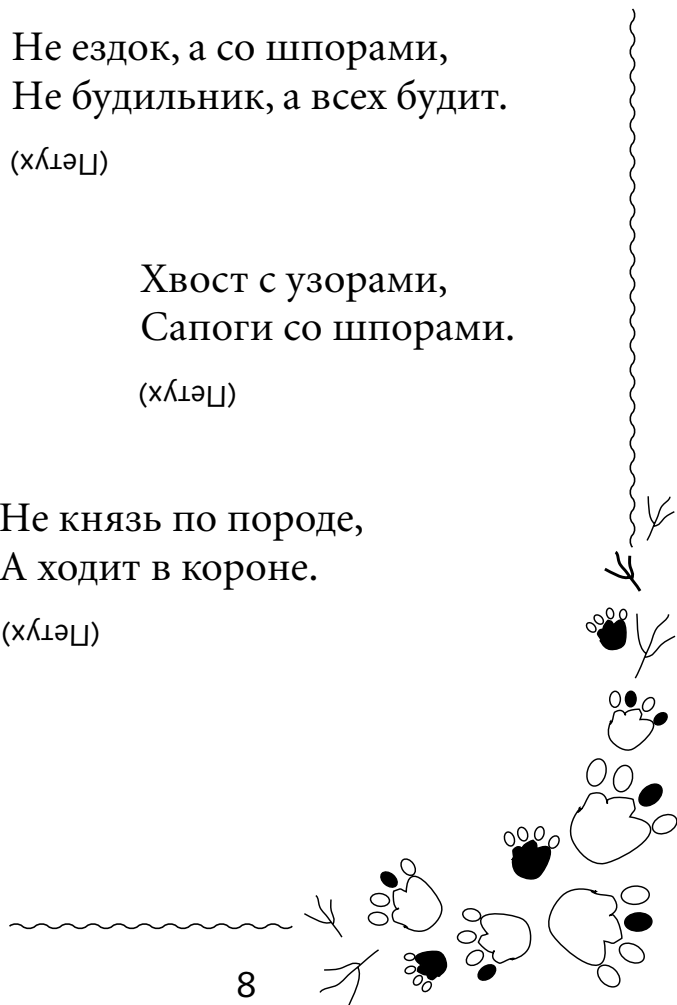 Не ездок, а со шпорами,
Не будильник, а всех будит.
(Петух)
Хвост с узорами,
Сапоги со шпорами.
(Петух)
Не князь по породе,
А ходит в короне.
(Петух)
8